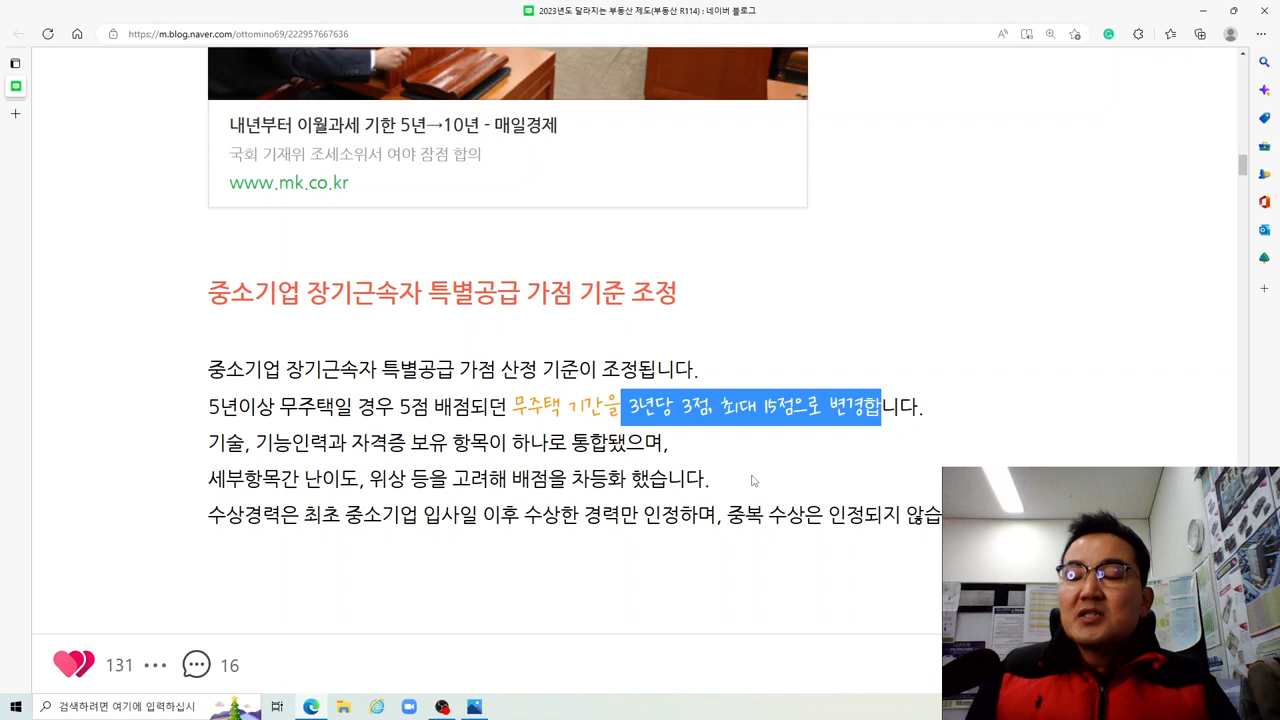 2023년도 달라지는 부동산 제도(부동산 R114) : 네이버 블로그
https://m.blog.naver.com/ottomino69/222957667636
내년부터 이월과세 기한 5년→10년 - 매일경제
국회 기재위 조세소위서 여야 잠점 합의
www.mk.co.kr
중소기업 장기근속자 특별공급 가점 기준 조정
중소기업 장기근속자 특별공급 가점 산정 기준이 조정됩니다.
5년이상 무주택일 경우 5점 배점되던 무주택 기간을 3년당 3점, 최대 15점으로 변경합니다.
기술, 기능인력과 자격증 보유 항목이 하나로 통합됐으며,
세부항목간 난이도, 위상 등을 고려해 배점을 차등화 했습니다.
수상경력은 최초 중소기업 입사일 이후 수상한 경력만 인정하며, 중복 수상은 인정되지 않습
131 16
검색하려면 여기에 입력하십시